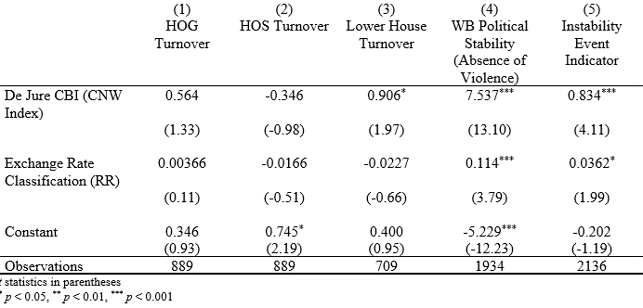 (1) (2) (3) (4) (5)
HOG HOS Turnover Lower House WB Political Instability
Turnover Turnover Stability Event
(Absence of Indicator
Violence)
De Jure CBI (CNW 0.564 -0.346 0.906* 7.537*** 0.834***
Index)
(1.33) (-0.98) (1.97) (13.10) (4.11)
Exchange Rate 0.00366 -0.0166 -0.0227 0.114*** 0.0362*
Classification (RR)
(0.11) (-0.51) (-0.66) (3.79) (1.99)
Constant 0.346 0.745* 0.400 -5.229*** -0.202
(0.93) (2.19) (0.95) (-12.23) (-1.19)
Observations 889 889 709 1934 2136
t statistics in parentheses
* p < 0.05, ** p < 0.01, *** p < 0.001